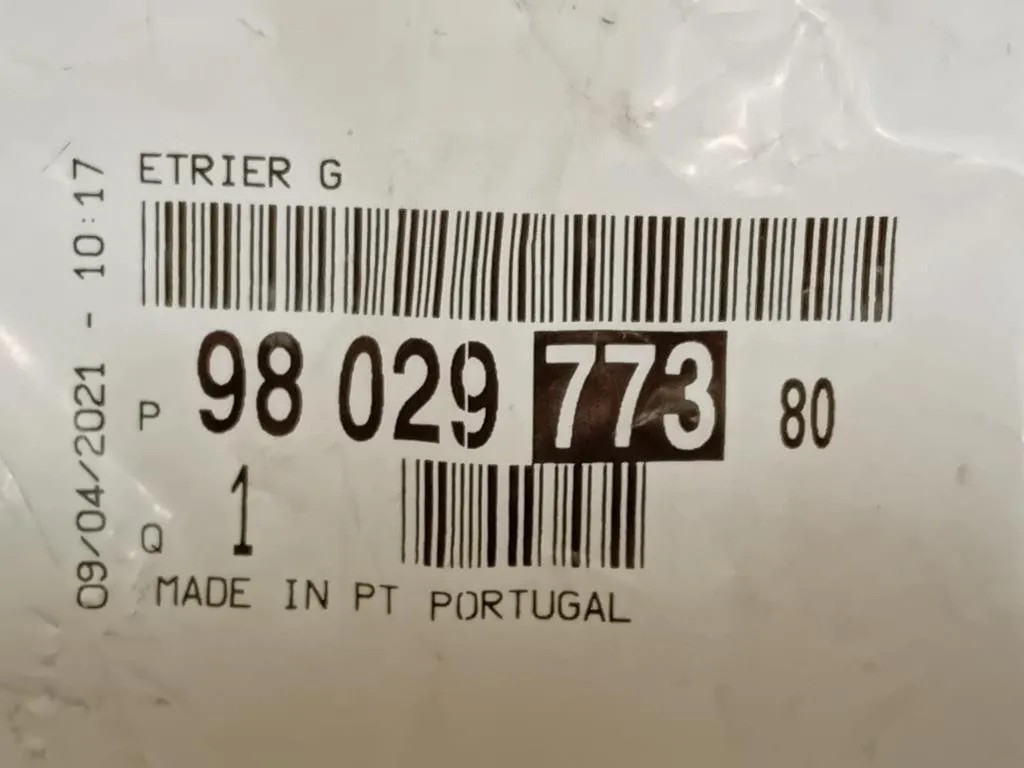 ETRIER G
P 98 029 773 80
Q 1
MADE IN PT PORTUGAL
09/04/2021 - 10:17